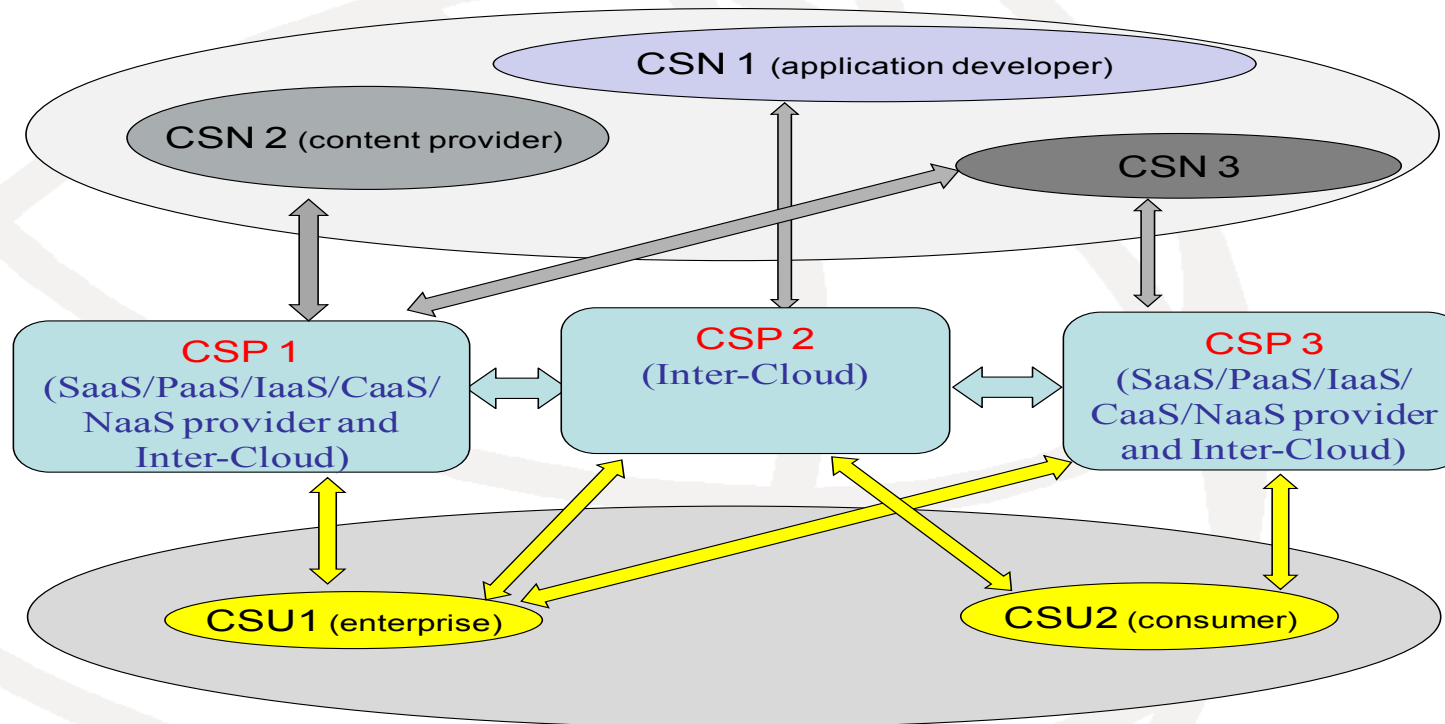 CSN 1 (application developer)
CSN 2 (content provider)
CSN 3
CSP 1
(SaaS/PaaS/IaaS/CaaS/
NaaS provider and
Inter-Cloud)
CSP 2
(Inter-Cloud)
CSP 3
(SaaS/PaaS/IaaS/
CaaS/NaaS provider
and Inter-Cloud)
CSU1 (enterprise)
CSU2 (consumer)